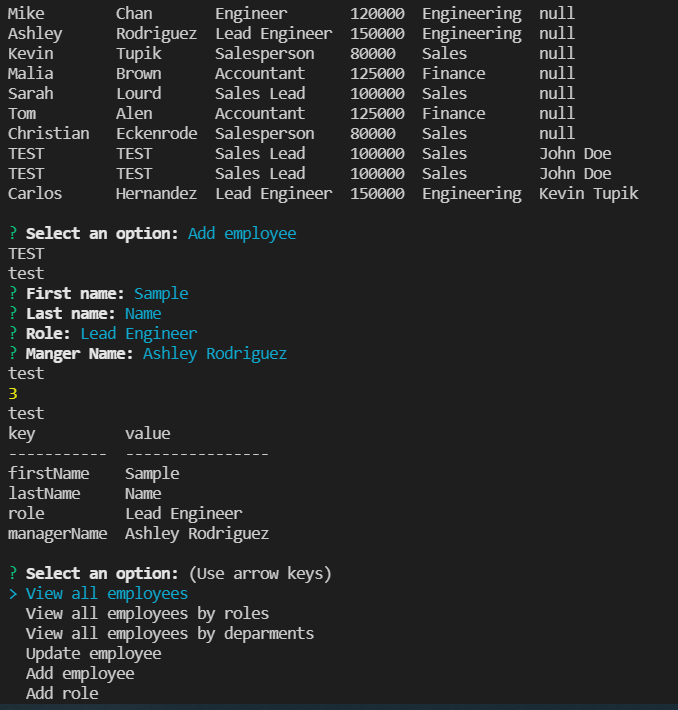 Mike Chan Engineer 120000 Engineering null
Ashley Rodriguez Lead Engineer 150000 Engineering null
Kevin Tupik Salesperson 80000 Sales null
Malia Brown Accountant 125000 Finance null
Sarah Lourd Sales Lead 100000 Sales null
Tom Alen Accountant 125000 Finance null
Christian Eckenrode Salesperson 80000 Sales null
TEST TEST Sales Lead 100000 Sales John Doe
TEST TEST Sales Lead 100000 Sales John Doe
Carlos Hernandez Lead Engineer 150000 Engineering Kevin Tupik
? Select an option: Add employee
TEST
test
? First name: Sample
? Last name: Name
? Role: Lead Engineer
? Manger Name: Ashley Rodriguez
test
3
test
key value
----------- ----------------
firstName Sample
lastName Name
role Lead Engineer
managerName Ashley Rodriguez
? Select an option: (Use arrow keys)
> View all employees
View all employees by roles
View all employees by deparments
Update employee
Add employee
Add role